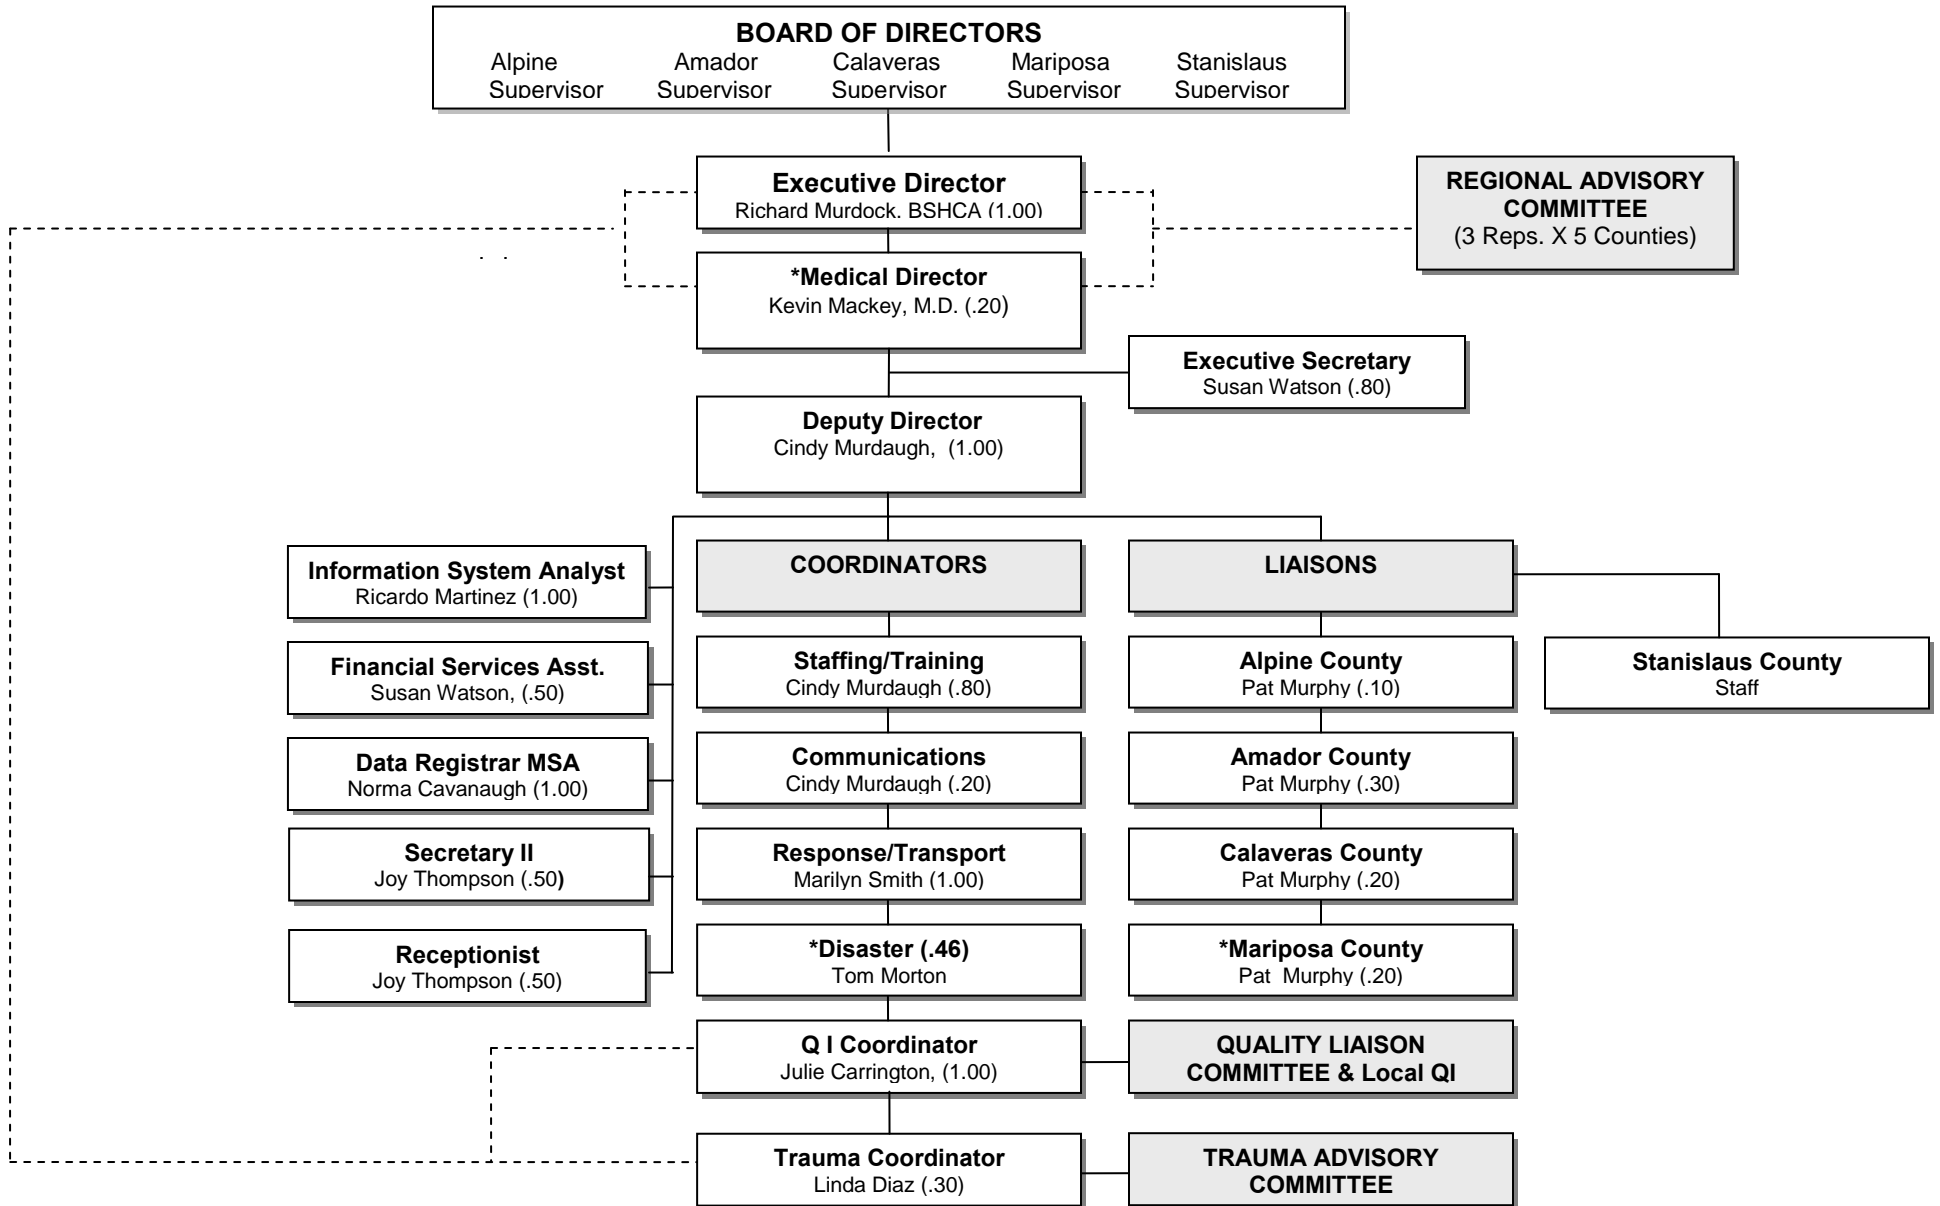 BOARD OF DIRECTORS
Alpine Amador Calaveras Mariposa Stanislaus
Supervisor Supervisor Supervisor Supervisor Supervisor
Executive Director
Richard Murdock, BSHCA (1.00)
REGIONAL ADVISORY
COMMITTEE
(3 Reps. X 5 Counties)
*Medical Director
Kevin Mackey, M.D. (.20)
Executive Secretary
Susan Watson (.80)
Deputy Director
Cindy Murdaugh, (1.00)
Information System Analyst
Ricardo Martinez (1.00)
Financial Services Asst.
Susan Watson, (.50)
Data Registrar MSA
Norma Cavanaugh (1.00)
Secretary II
Joy Thompson (.50)
Receptionist
Joy Thompson (.50)
COORDINATORS
Staffing/Training
Cindy Murdaugh (.80)
Communications
Cindy Murdaugh (.20)
Response/Transport
Marilyn Smith (1.00)
*Disaster (.46)
Tom Morton
Q I Coordinator
Julie Carrington, (1.00)
Trauma Coordinator
Linda Diaz (.30)
LIAISONS
Alpine County
Pat Murphy (.10)
Amador County
Pat Murphy (.30)
Calaveras County
Pat Murphy (.20)
*Mariposa County
Pat Murphy (.20)
QUALITY LIAISON
COMMITTEE & Local QI
TRAUMA ADVISORY
COMMITTEE
Stanislaus County
Staff